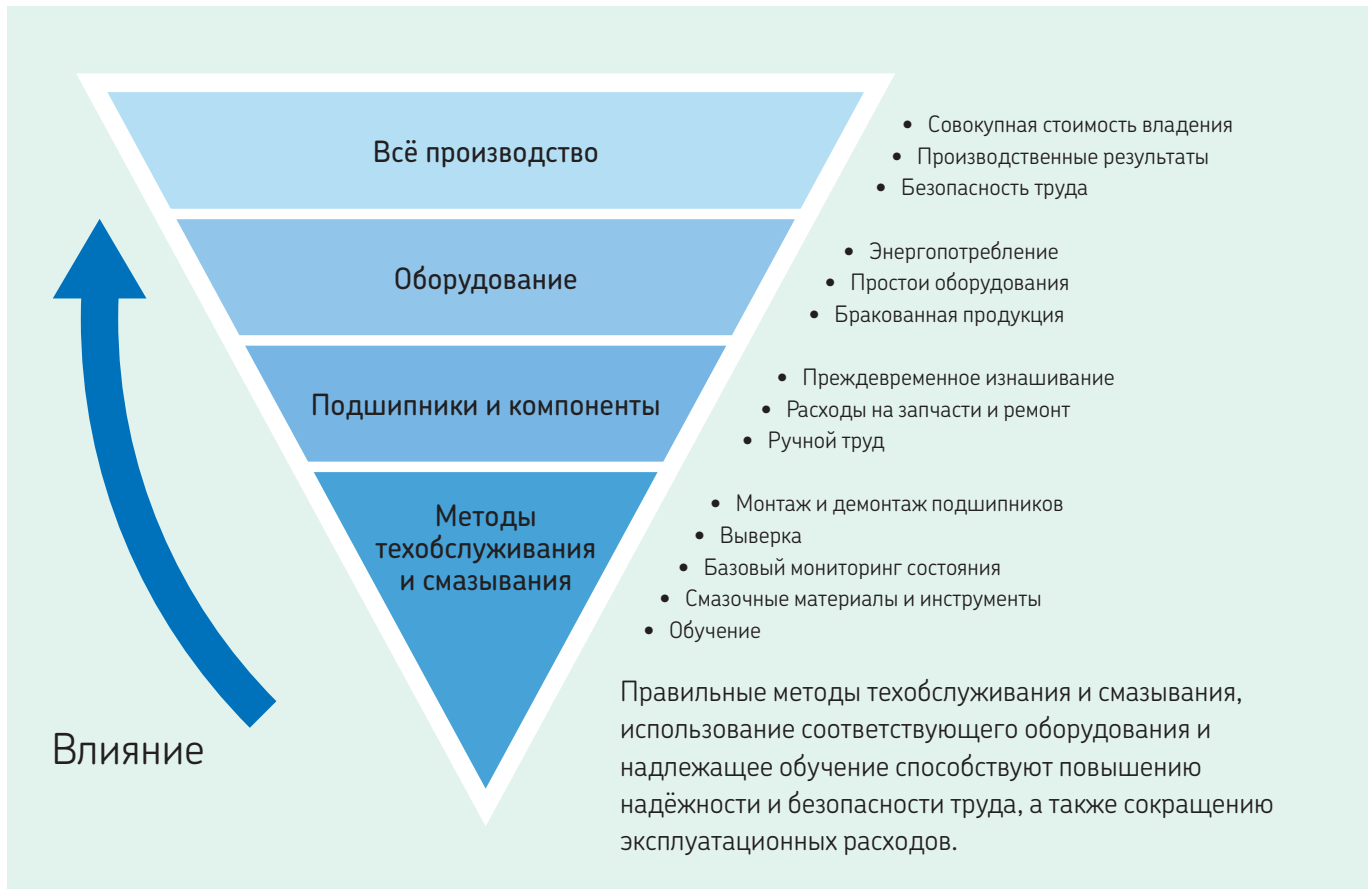 Всё производство
• Совокупная стоимость владения
• Производственные результаты
• Безопасность труда
Оборудование
• Энергопотребление
• Простои оборудования
• Бракованная продукция
Подшипники и компоненты
• Преждевременное изнашивание
• Расходы на запчасти и ремонт
• Ручной труд
Методы
техобслуживания
и смазывания
• Монтаж и демонтаж подшипников
• Выверка
• Базовый мониторинг состояния
• Смазочные материалы и инструменты
• Обучение
Влияние
Правильные методы техобслуживания и смазывания,
использование соответствующего оборудования и
надлежащее обучение способствуют повышению
надёжности и безопасности труда, а также сокращению
эксплуатационных расходов.